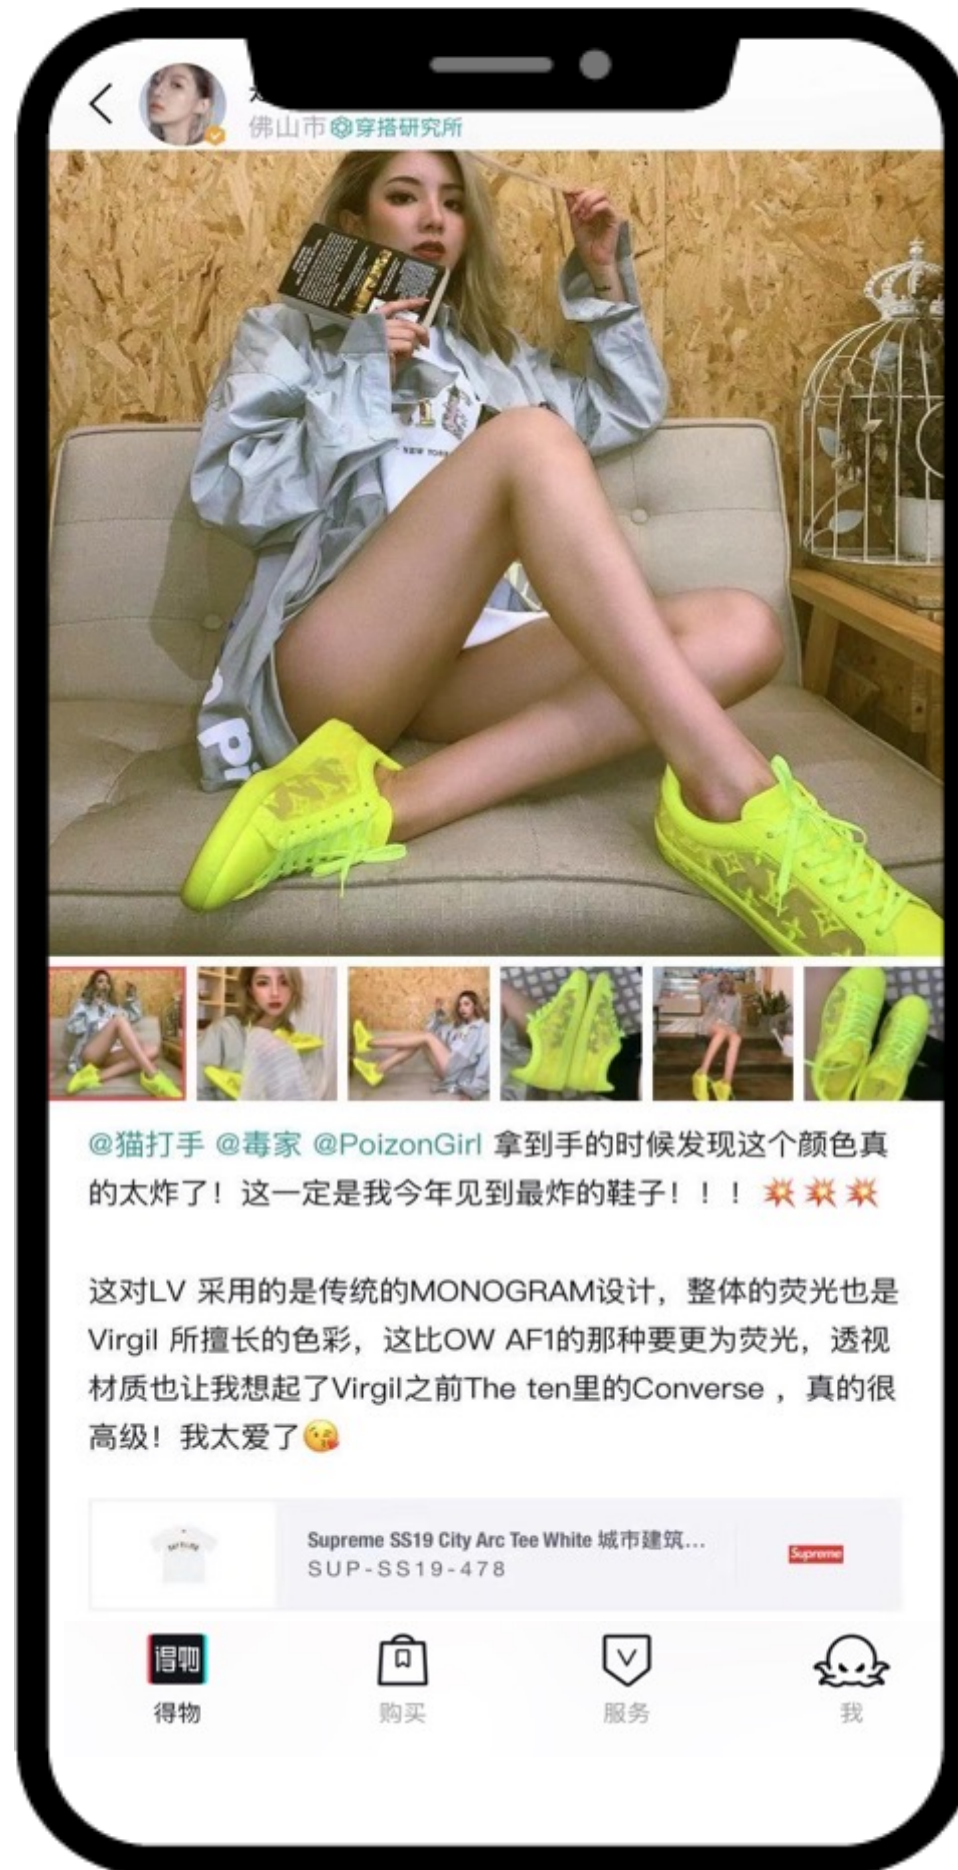 佛山市 穿搭研究所
NEW YORK
@猫打手 @毒家 @PoizonGirl 拿到手的时候发现这个颜色真
的太炸了！这一定是我今年见到最炸的鞋子！！！
这对LV 采用的是传统的MONOGRAM设计，整体的荧光也是
Virgil 所擅长的色彩，这比OW AF1的那种要更为荧光，透视
材质也让我想起了Virgil之前The ten里的Converse ，真的很
高级！我太爱了
Supreme SS19 City Arc Tee White 城市建筑...
SUP-SS19-478
Supreme
得物
得物
购买
服务
我